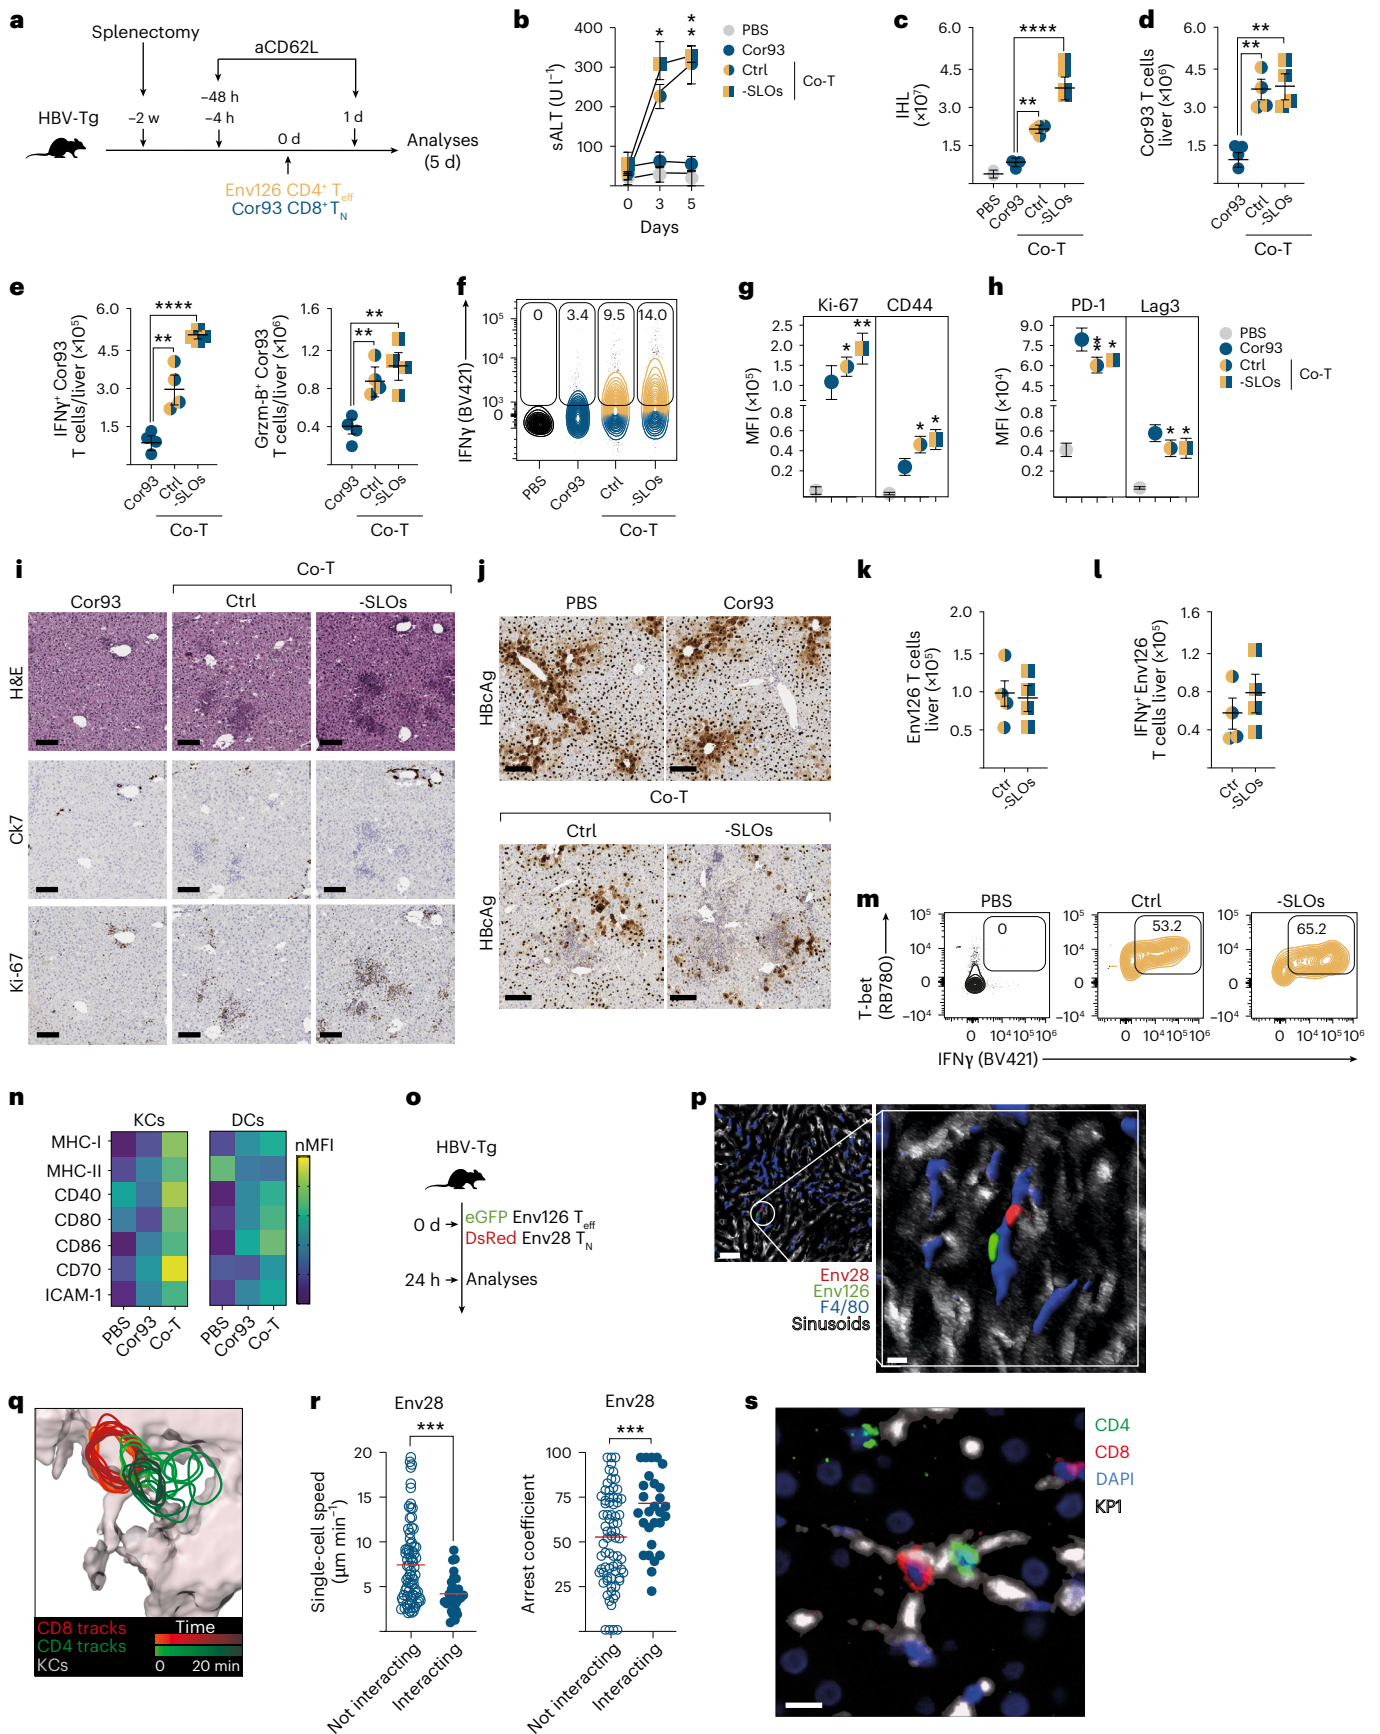 a
Splenectomy
aCD62L
–48 h
–4 h
HBV-Tg
–2 w
0 d
1 d
Analyses
(5 d)
Env126 CD4⁺ Teff
Cor93 CD8⁺ TN
b
sALT (U l⁻¹)
400
300
200
100
0
3
5
Days
*
*
*
PBS
Cor93
Ctrl
-SLOs
Co-T
c
IHL
(×10⁷)
6.0
4.5
3.0
1.5
****
**
PBS
Cor93
Ctrl
-SLOs
Co-T
d
Cor93 T cells
liver (×10⁶)
6.0
4.5
3.0
1.5
**
**
Cor93
Ctrl
-SLOs
Co-T
e
IFNγ⁺ Cor93
T cells/liver (×10⁵)
6.0
4.5
3.0
1.5
****
**
Cor93
Ctrl
-SLOs
Co-T
Grzm-B⁺ Cor93
T cells/liver (×10⁶)
1.6
1.2
0.8
0.4
**
**
Cor93
Ctrl
-SLOs
Co-T
f
IFNγ (BV421)
10⁵
10⁴
10³
0
0
3.4
9.5
14.0
PBS
Cor93
Ctrl
-SLOs
Co-T
g
Ki-67
CD44
MFI (×10⁵)
2.5
2.0
1.5
1.0
0.8
0.6
0.4
0.2
*
**
*
*
h
PD-1
Lag3
MFI (×10⁴)
9.0
7.5
6.0
4.5
0.8
0.6
0.4
0.2
**
*
*
*
PBS
Cor93
Ctrl
-SLOs
Co-T
i
Co-T
Cor93
Ctrl
-SLOs
H&E
Ck7
Ki-67
j
PBS
Cor93
HBcAg
Co-T
Ctrl
-SLOs
HBcAg
k
Env126 T cells
liver (×10⁵)
2.0
1.5
1.0
0.5
Ctr
-SLOs
l
IFNγ⁺ Env126
T cells liver (×10⁵)
1.6
1.2
0.8
0.4
Ctr
-SLOs
m
PBS
Ctrl
-SLOs
T-bet
(RB780)
10⁵
10⁴
0
–10⁴
0
0 10⁴10⁵10⁶
10⁵
10⁴
0
–10⁴
53.2
0 10⁴10⁵10⁶
10⁵
10⁴
0
–10⁴
65.2
0 10⁴10⁵10⁶
IFNγ (BV421)
n
KCs
DCs
nMFI
MHC-I
MHC-II
CD40
CD80
CD86
CD70
ICAM-1
PBS
Cor93
Co-T
PBS
Cor93
Co-T
o
HBV-Tg
0 d
eGFP Env126 Teff
DsRed Env28 TN
24 h
Analyses
p
Env28
Env126
F4/80
Sinusoids
q
CD8 tracks
CD4 tracks
KCs
Time
0 20 min
r
Env28
***
Single-cell speed
(µm min⁻¹)
20
15
10
5
Not interacting
Interacting
Env28
***
Arrest coefficient
100
75
50
25
Not interacting
Interacting
s
CD4
CD8
DAPI
KP1